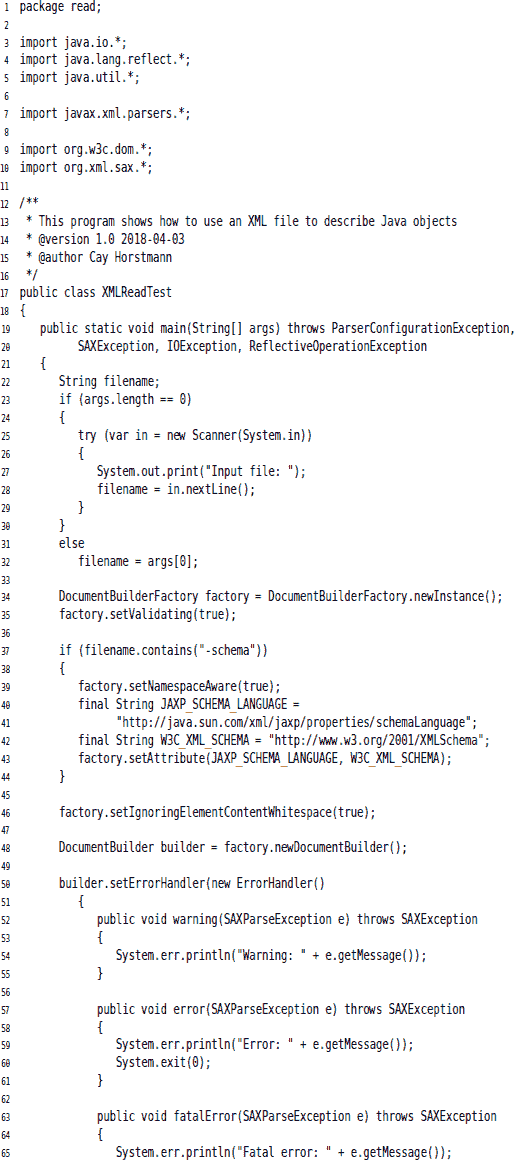 1 package read;
2
3 import java.io.*;
4 import java.lang.reflect.*;
5 import java.util.*;
6
7 import javax.xml.parsers.*;
8
9 import org.w3c.dom.*;
10 import org.xml.sax.*;
11
12 /**
13  * This program shows how to use an XML file to describe Java objects
14  * @version 1.0 2018-04-03
15  * @author Cay Horstmann
16  */
17 public class XMLReadTest
18 {
19    public static void main(String[] args) throws ParserConfigurationException,
20          SAXException, IOException, ReflectiveOperationException
21    {
22       String filename;
23       if (args.length == 0)
24       {
25          try (var in = new Scanner(System.in))
26          {
27             System.out.print("Input file: ");
28             filename = in.nextLine();
29          }
30       }
31       else
32          filename = args[0];
33
34       DocumentBuilderFactory factory = DocumentBuilderFactory.newInstance();
35       factory.setValidating(true);
36
37       if (filename.contains("-schema"))
38       {
39          factory.setNamespaceAware(true);
40          final String JAXP_SCHEMA_LANGUAGE =
41                "http://java.sun.com/xml/jaxp/properties/schemaLanguage";
42          final String W3C_XML_SCHEMA = "http://www.w3.org/2001/XMLSchema";
43          factory.setAttribute(JAXP_SCHEMA_LANGUAGE, W3C_XML_SCHEMA);
44       }
45
46       factory.setIgnoringElementContentWhitespace(true);
47
48       DocumentBuilder builder = factory.newDocumentBuilder();
49
50       builder.setErrorHandler(new ErrorHandler()
51          {
52             public void warning(SAXParseException e) throws SAXException
53             {
54                System.err.println("Warning: " + e.getMessage());
55             }
56
57             public void error(SAXParseException e) throws SAXException
58             {
59                System.err.println("Error: " + e.getMessage());
60                System.exit(0);
61             }
62
63             public void fatalError(SAXParseException e) throws SAXException
64             {
65                System.err.println("Fatal error: " + e.getMessage());